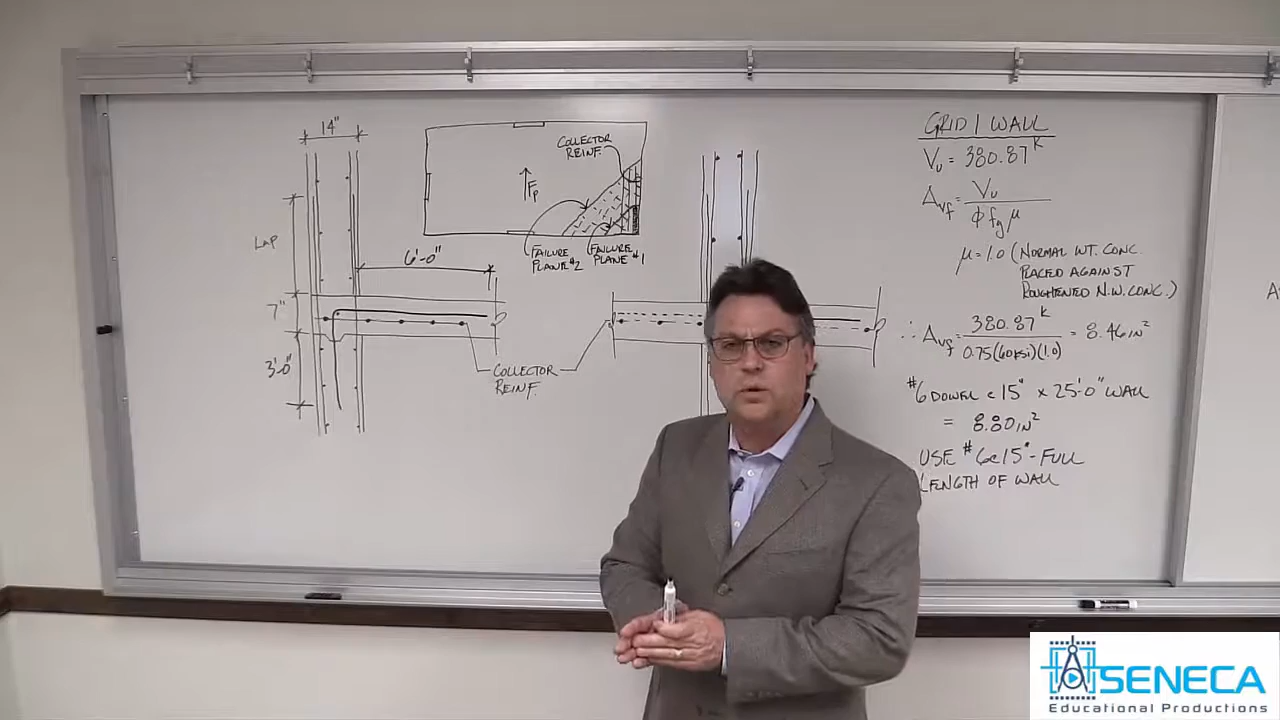 14"
LAP
7"
3'-0"
6'-0"
COLLECTOR
REINF.
Fp
FAILURE
PLANE #2
FAILURE
PLANE #1
COLLECTOR
REINF.
GRID 1 WALL
Vu = 380.87 K
Avf = Vu
φ fy μ
μ = 1.0 (NORMAL WT. CONC.
PLACED AGAINST
ROUGHENED N.W. CONC.)
∴ Avf = 380.87 K = 8.46 IN²
0.75(60KSI)(1.0)
#6 DOWEL @ 15" x 25'-0" WALL
= 8.80 IN²
USE #6@15"-FULL
LENGTH OF WALL
SENECA
Educational Productions